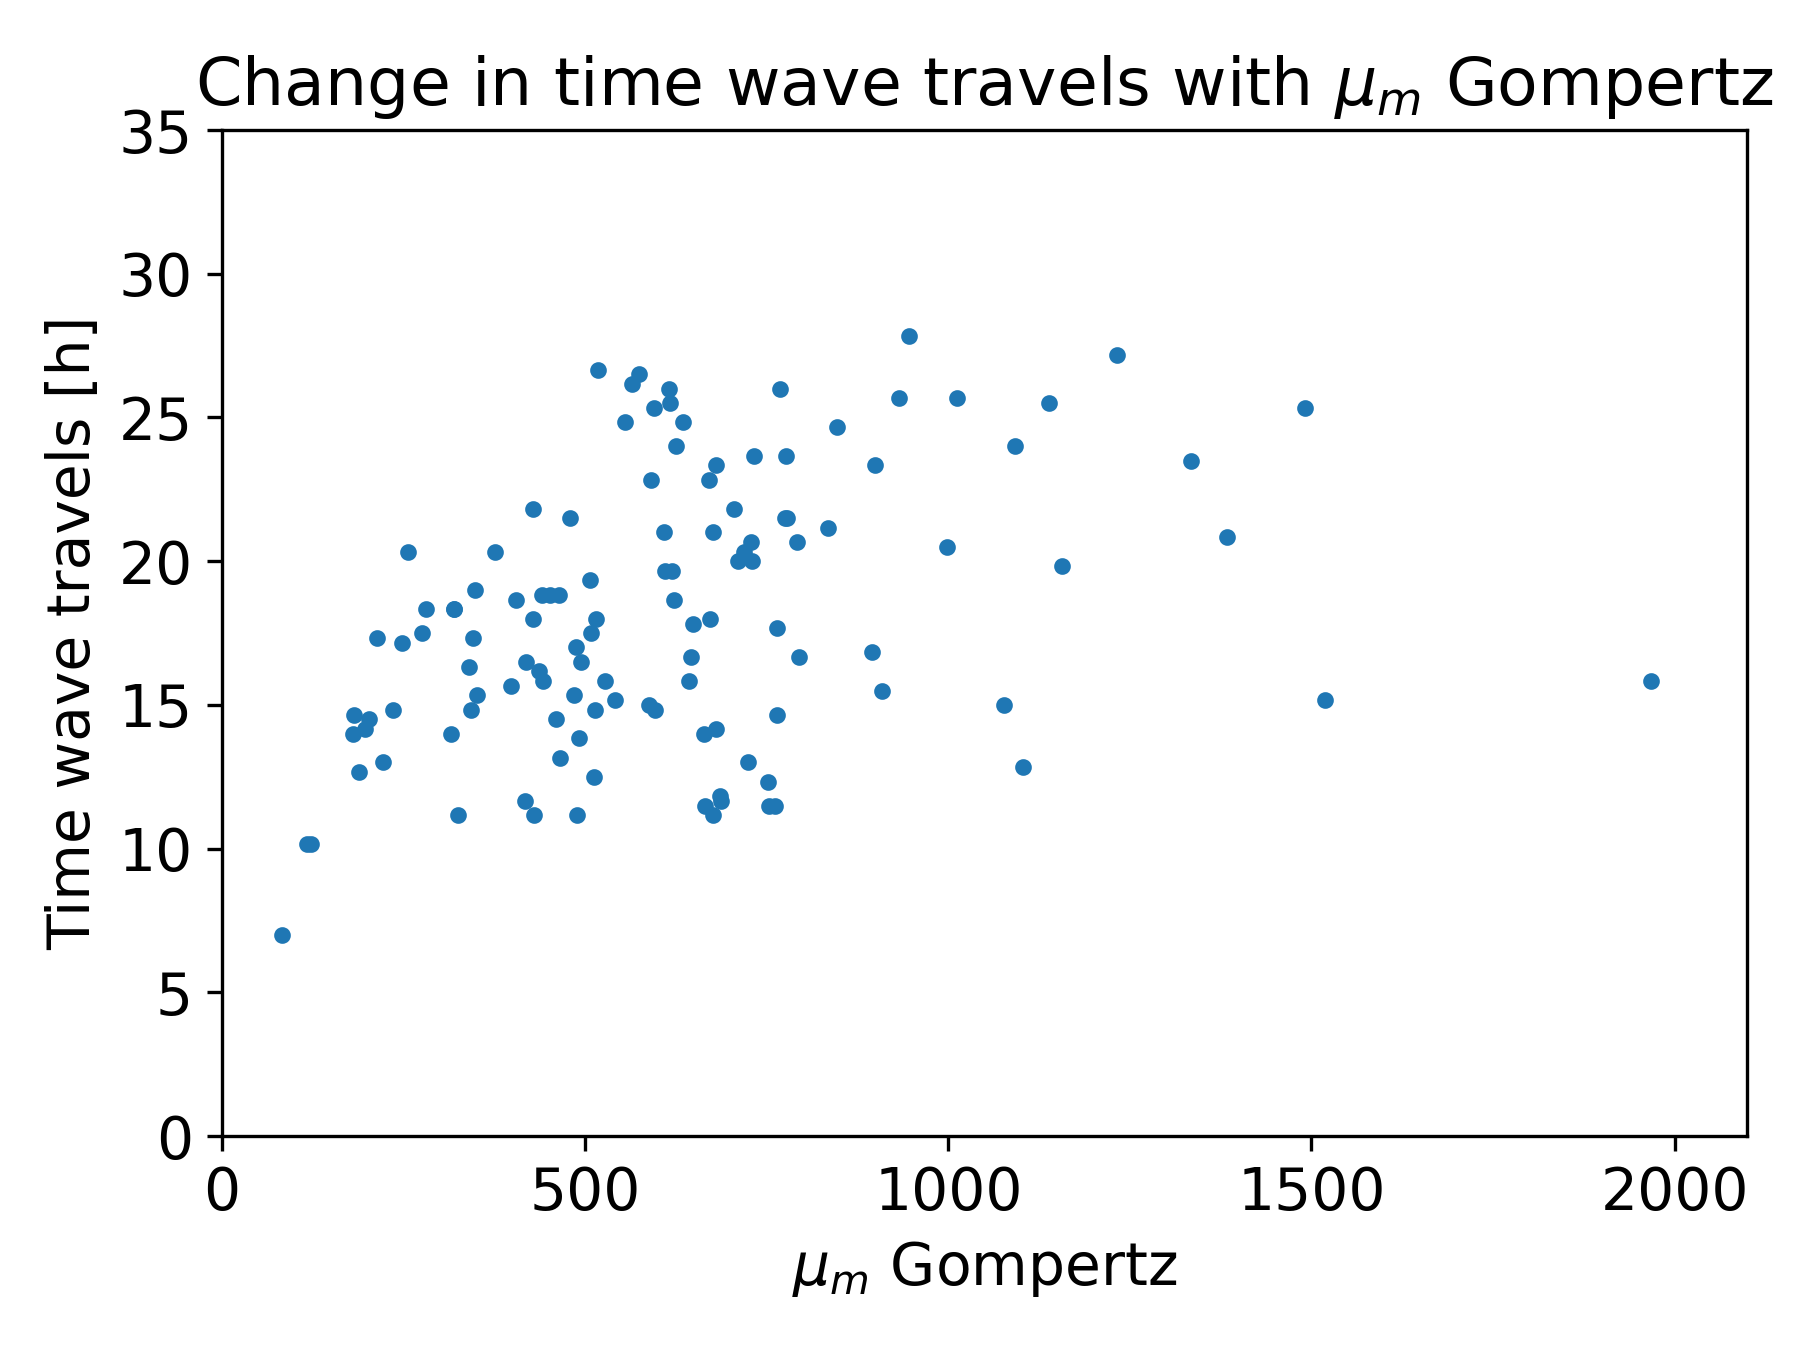 Change in time wave travels with μm Gompertz
35
30
25
20
15
10
5
0
Time wave travels [h]
0 500 1000 1500 2000
μm Gompertz